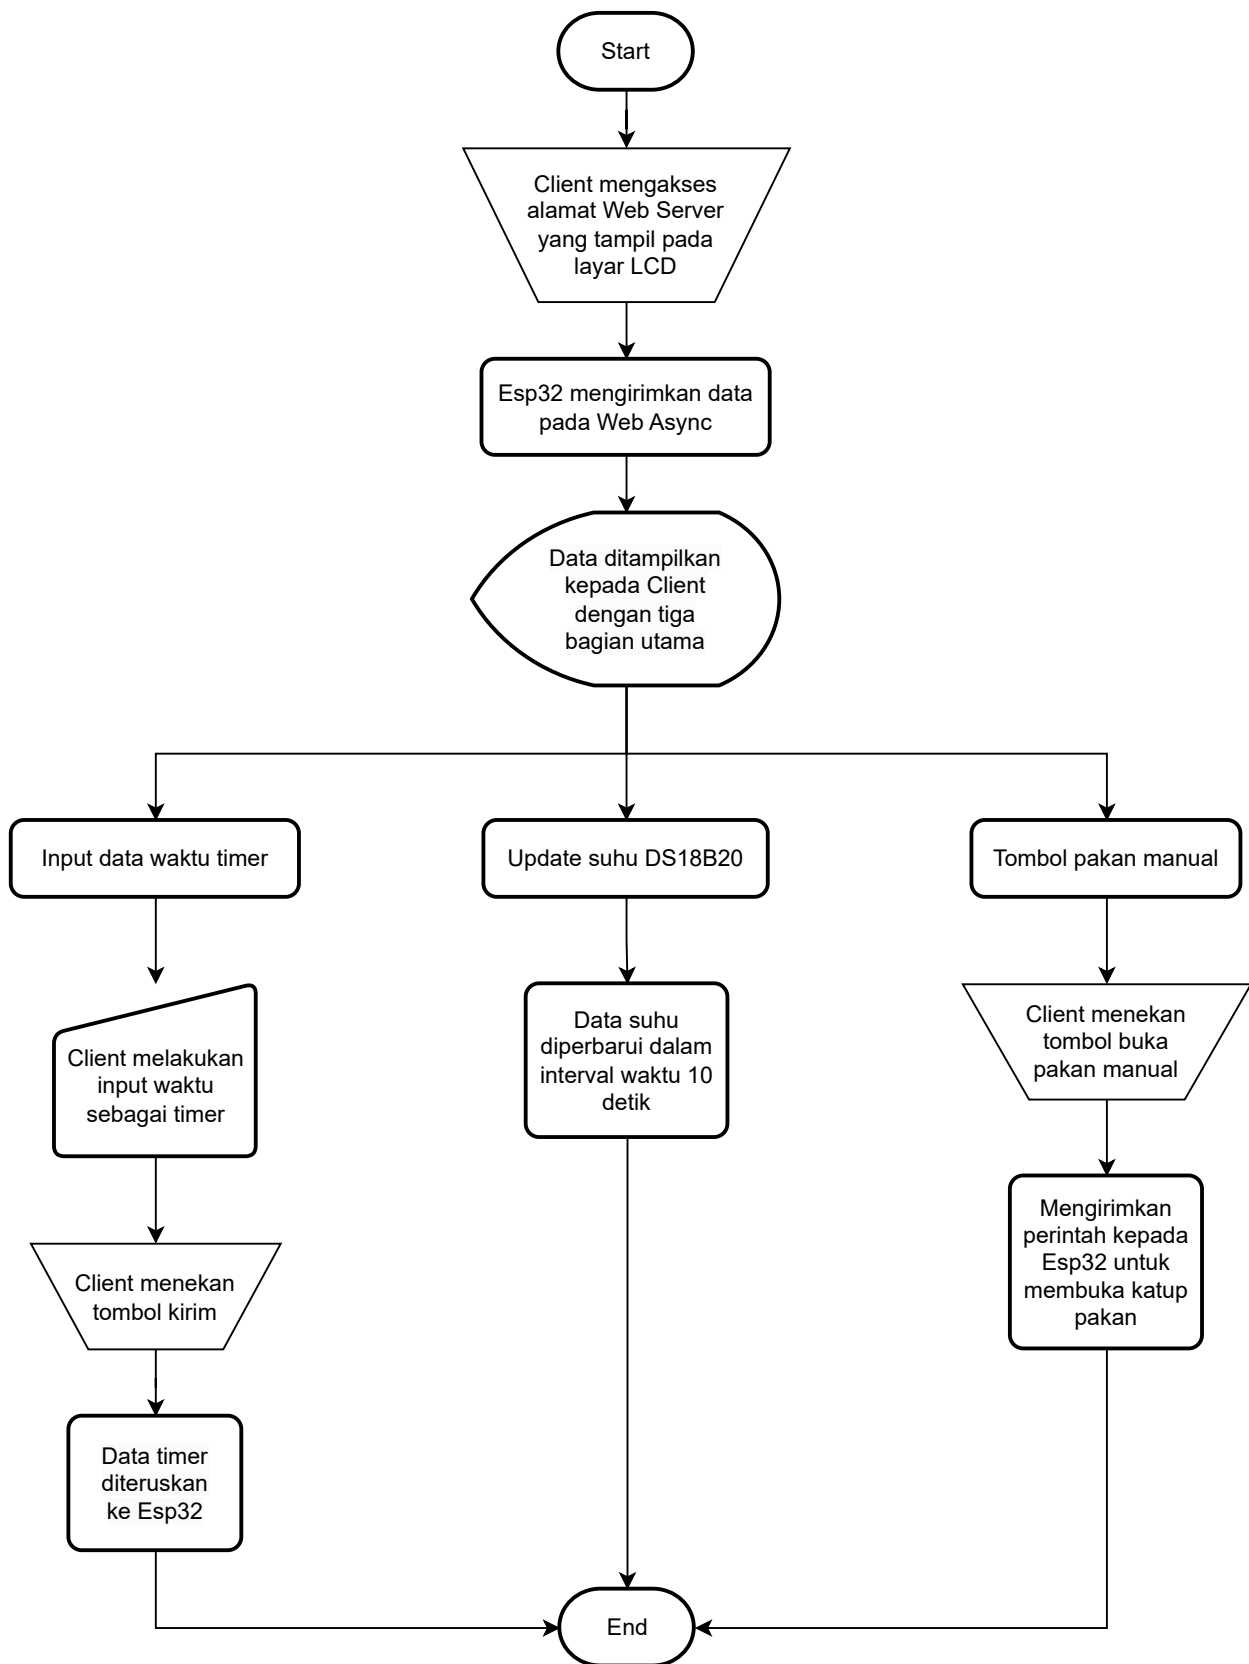 Start
Client mengakses
alamat Web Server
yang tampil pada
layar LCD
Esp32 mengirimkan data
pada Web Async
Data ditampilkan
kepada Client
dengan tiga
bagian utama
Input data waktu timer
Update suhu DS18B20
Tombol pakan manual
Client melakukan
input waktu
sebagai timer
Data suhu
diperbarui dalam
interval waktu 10
detik
Client menekan
tombol buka
pakan manual
Client menekan
tombol kirim
Mengirimkan
perintah kepada
Esp32 untuk
membuka katup
pakan
Data timer
diteruskan
ke Esp32
End